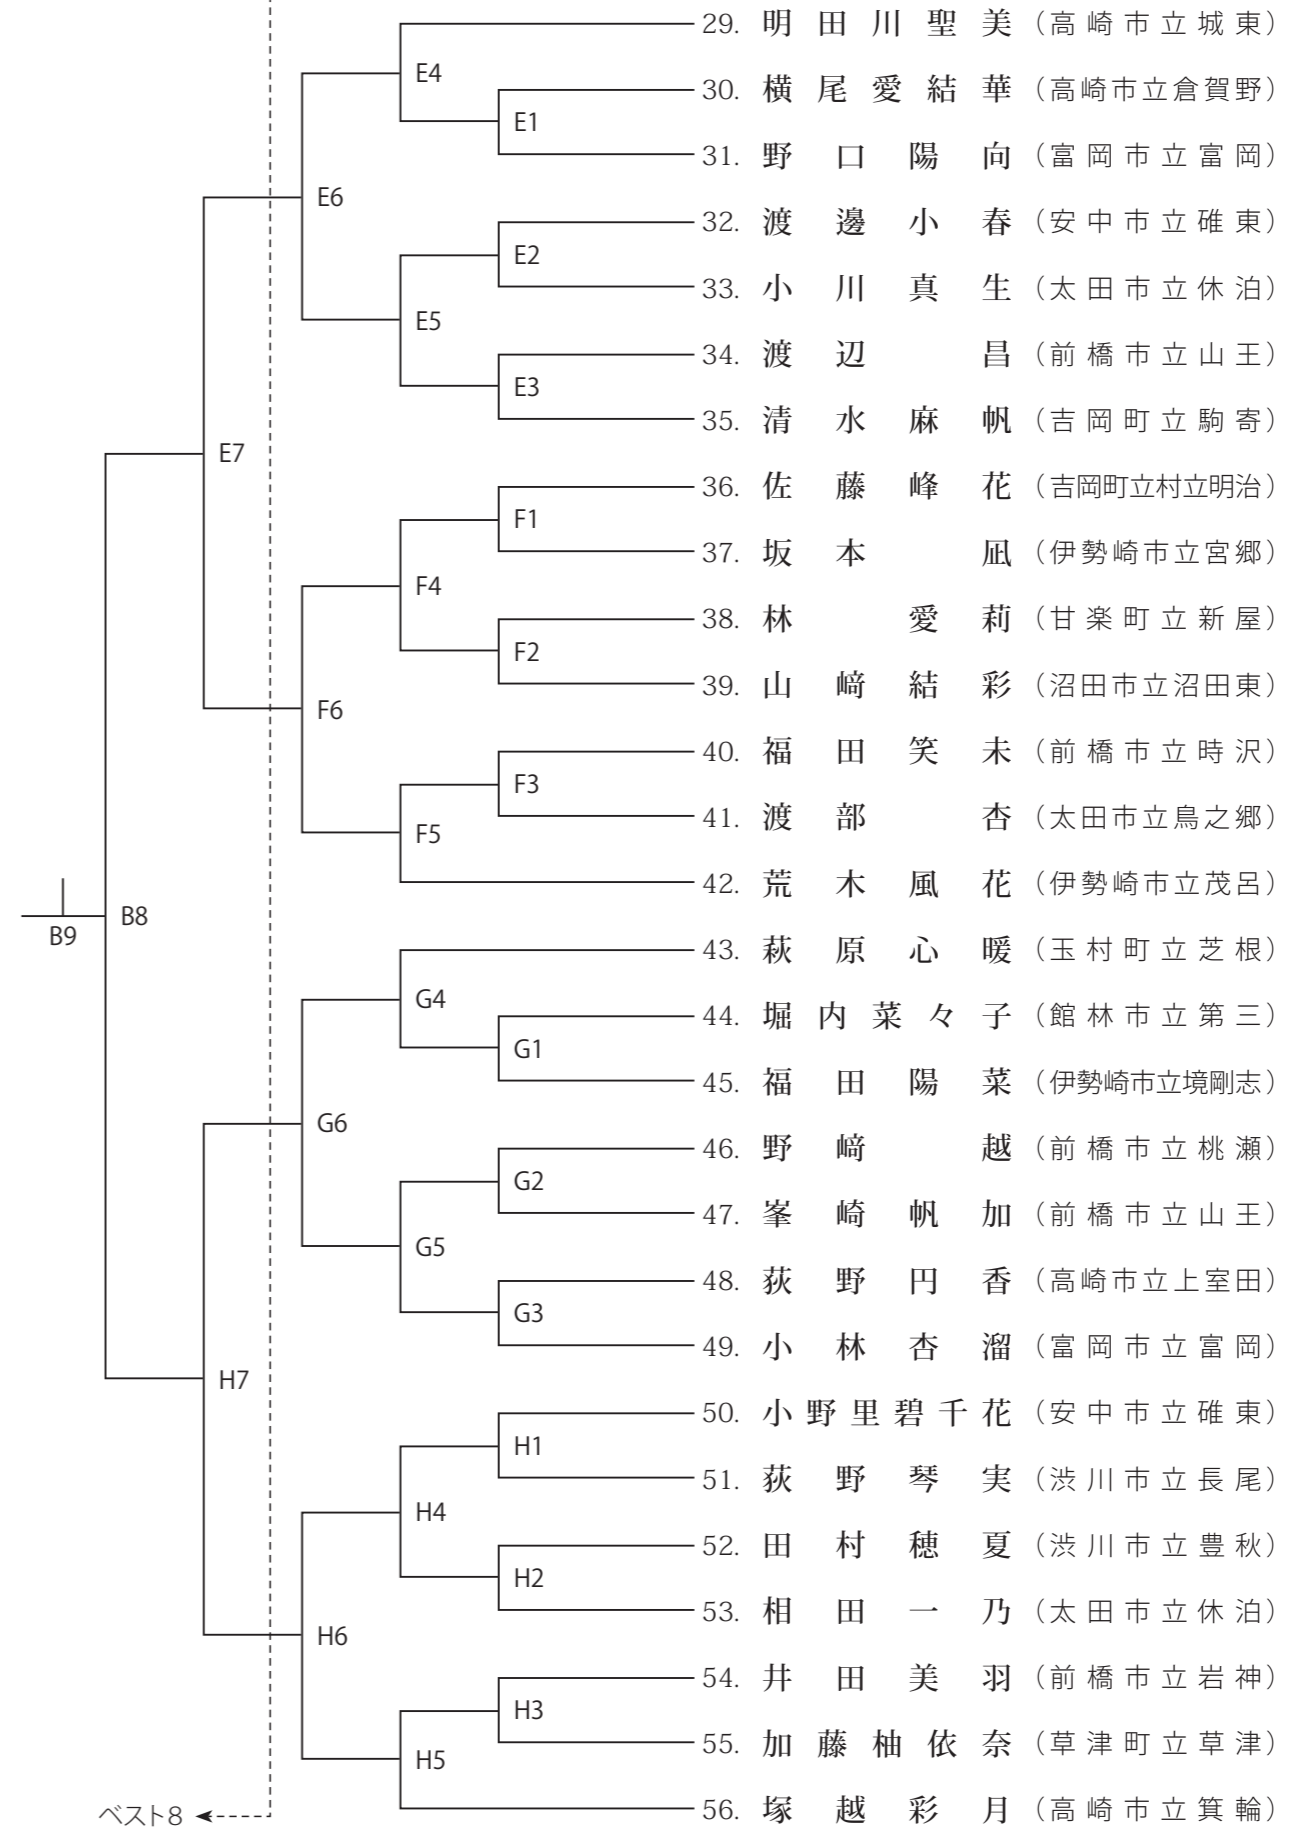 29. 明田川聖美（高崎市立城東）
E4
30. 横尾愛結華（高崎市立倉賀野）
E1
31. 野口陽向（富岡市立富岡）
E6
32. 渡邊小春（安中市立碓東）
E2
33. 小川真生（太田市立休泊）
E5
34. 渡辺昌（前橋市立山王）
E3
35. 清水麻帆（吉岡町立駒寄）
E7
36. 佐藤峰花（吉岡町立村立明治）
F1
37. 坂本凪（伊勢崎市立宮郷）
F4
38. 林愛莉（甘楽町立新屋）
F2
39. 山﨑結彩（沼田市立沼田東）
F6
40. 福田笑未（前橋市立時沢）
F3
41. 渡部杏（太田市立鳥之郷）
F5
42. 荒木風花（伊勢崎市立茂呂）
B8
B9
43. 萩原心暖（玉村町立芝根）
G4
44. 堀内菜々子（館林市立第三）
G1
45. 福田陽菜（伊勢崎市立境剛志）
G6
46. 野﨑越（前橋市立桃瀬）
G2
47. 峯崎帆加（前橋市立山王）
G5
48. 荻野円香（高崎市立上室田）
G3
49. 小林杏溜（富岡市立富岡）
H7
50. 小野里碧千花（安中市立碓東）
H1
51. 荻野琴実（渋川市立長尾）
H4
52. 田村穂夏（渋川市立豊秋）
H2
53. 相田一乃（太田市立休泊）
H6
54. 井田美羽（前橋市立岩神）
H3
55. 加藤柚依奈（草津町立草津）
H5
56. 塚越彩月（高崎市立箕輪）
ベスト8